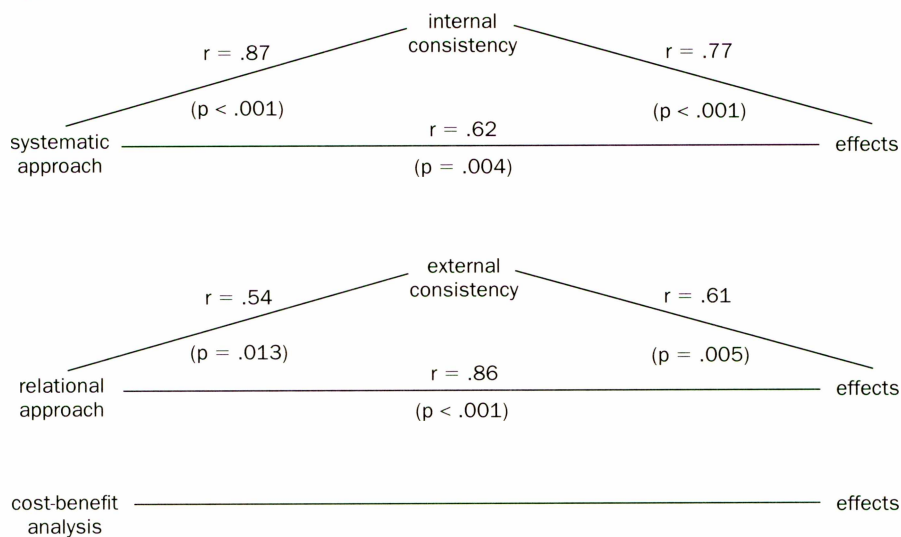 internal
consistency
r = .87
r = .77
(p < .001)
(p < .001)
systematic
approach
r = .62
(p = .004)
effects
external
consistency
r = .54
r = .61
(p = .013)
(p = .005)
relational
approach
r = .86
(p < .001)
effects
cost-benefit
analysis
effects